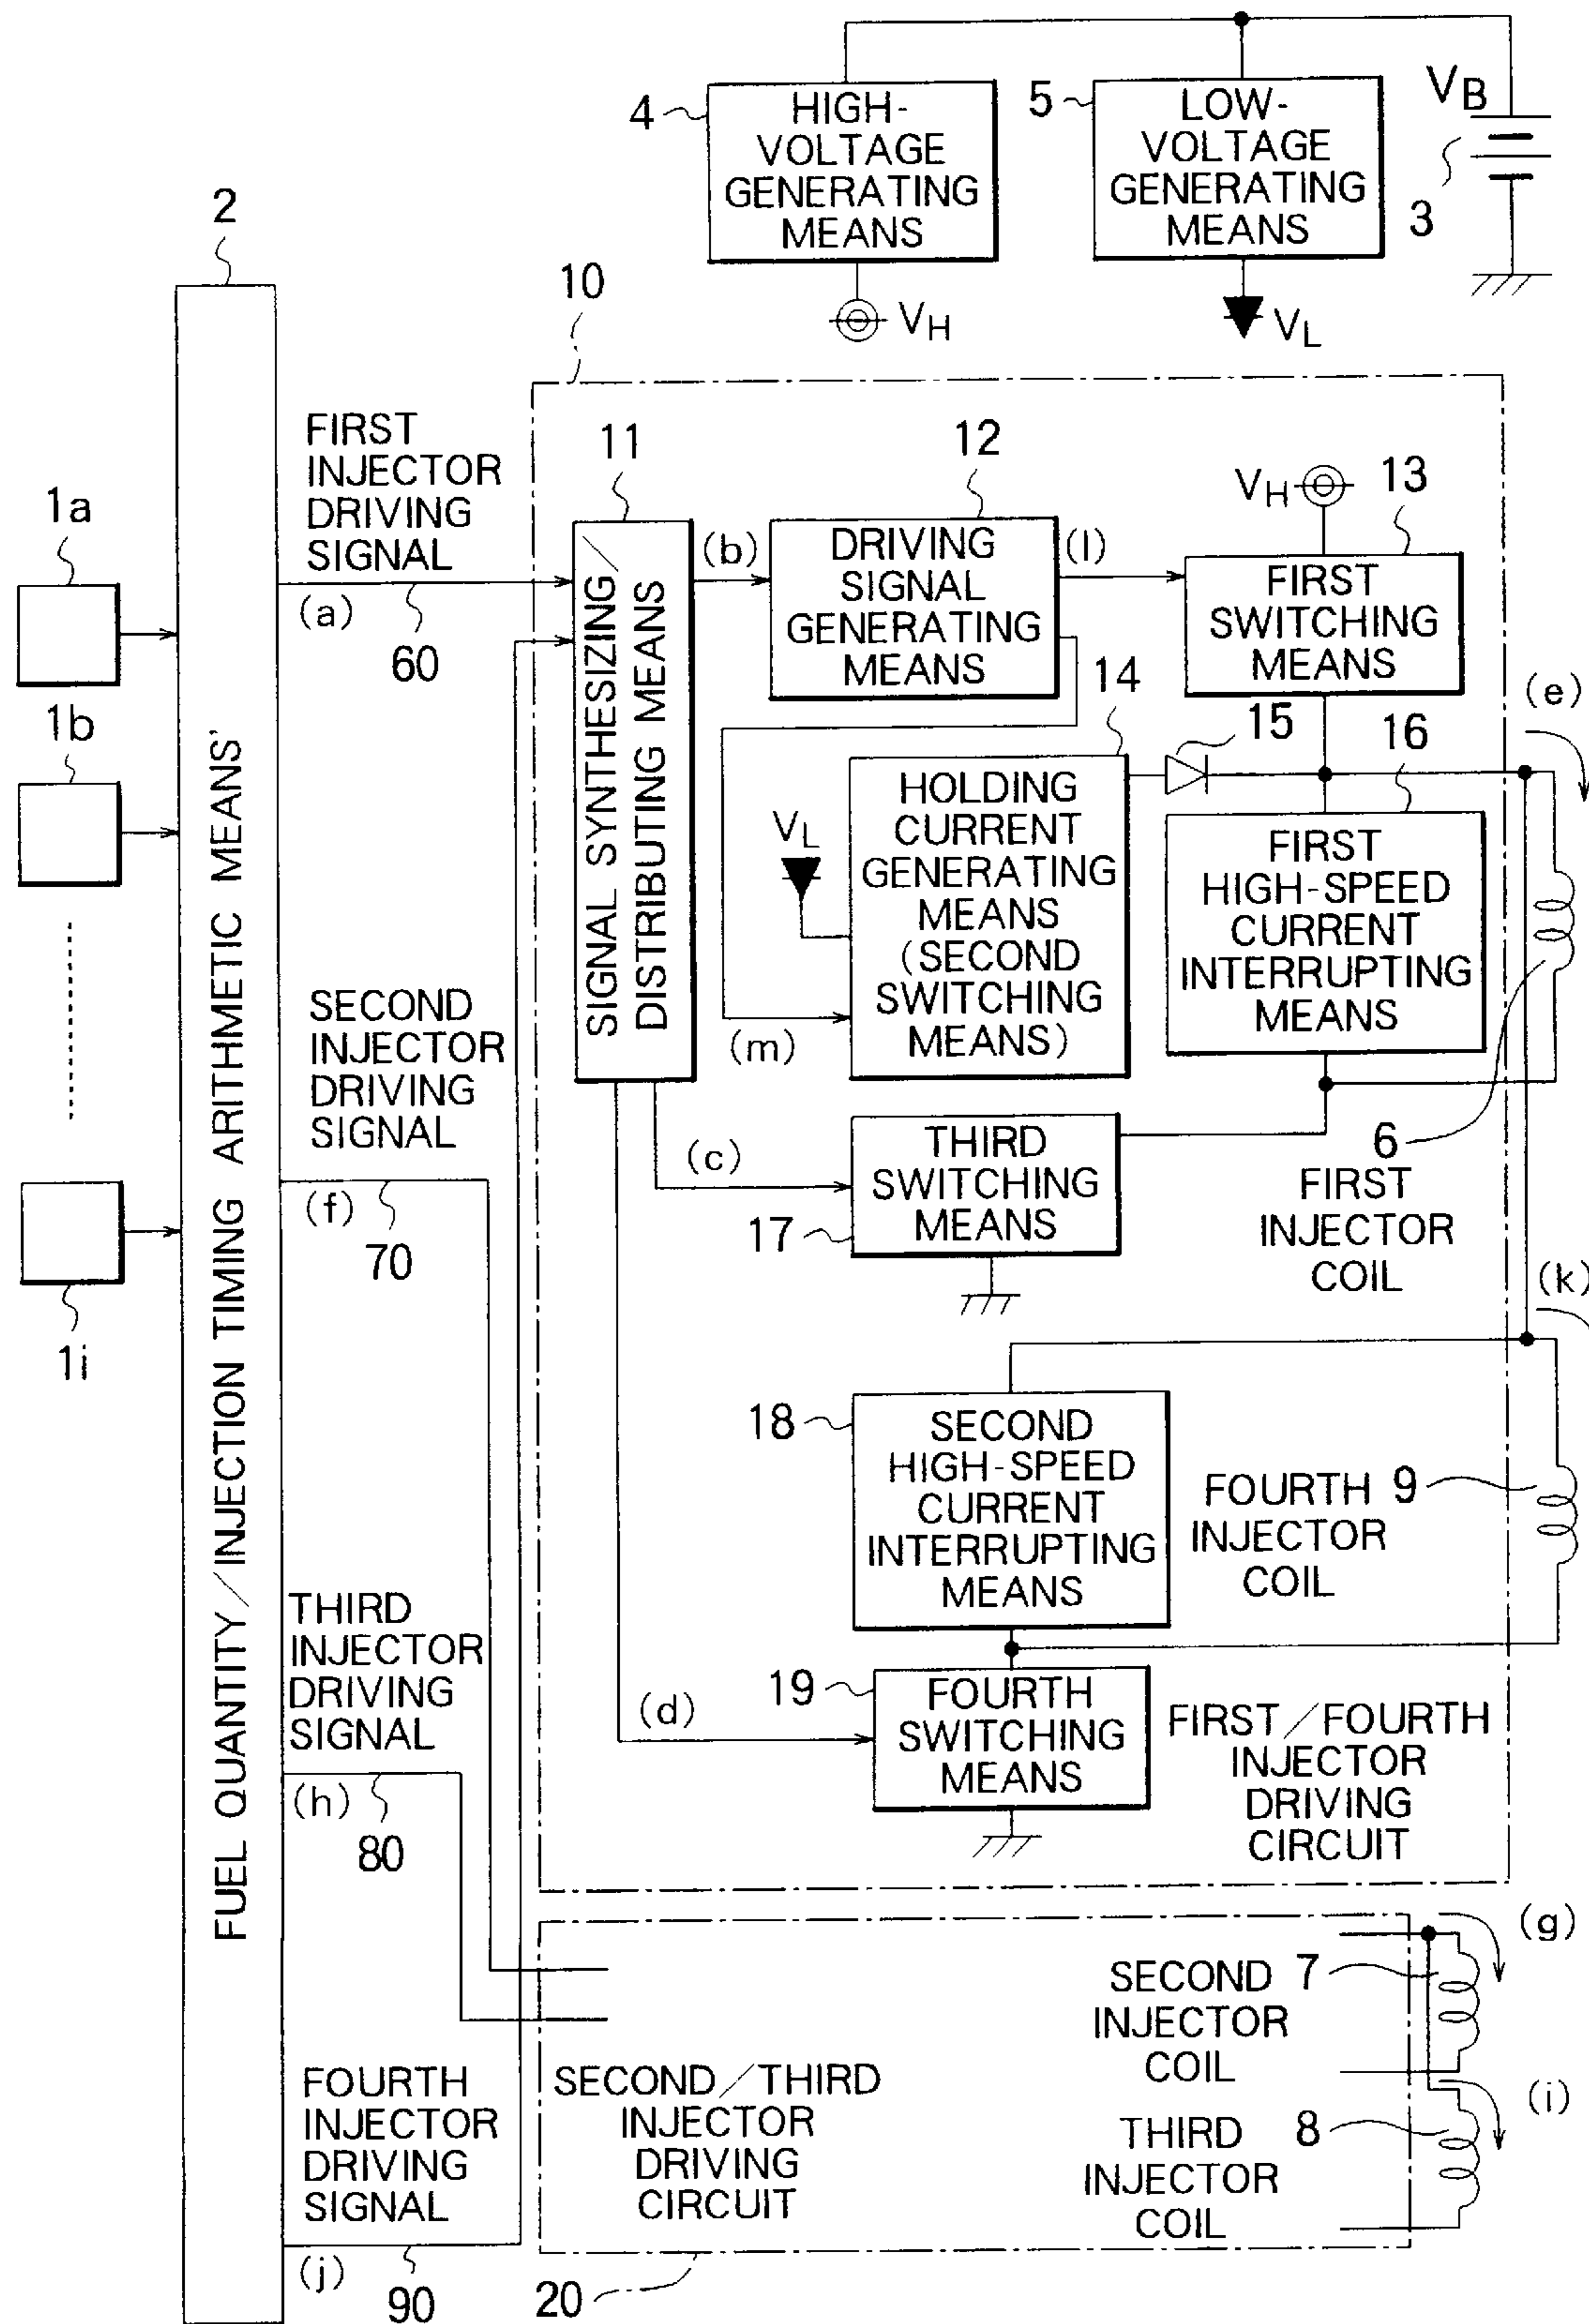 4
HIGH-
VOLTAGE
GENERATING
MEANS
5
LOW-
VOLTAGE
GENERATING
MEANS
VB
3
VH
VL
2
10
FUEL QUANTITY/INJECTION TIMING ARITHMETIC MEANS'
1a
1b
1i
FIRST
INJECTOR
DRIVING
SIGNAL
(a)
60
11
SIGNAL SYNTHESIZING/
DISTRIBUTING MEANS
(b)
12
DRIVING
SIGNAL
GENERATING
MEANS
(l)
VH
13
FIRST
SWITCHING
MEANS
(e)
14
15
16
VL
HOLDING
CURRENT
GENERATING
MEANS
(SECOND
SWITCHING
MEANS)
(m)
FIRST
HIGH-SPEED
CURRENT
INTERRUPTING
MEANS
SECOND
INJECTOR
DRIVING
SIGNAL
(f)
70
(c)
THIRD
SWITCHING
MEANS
17
6
FIRST
INJECTOR
COIL
(k)
18
SECOND
HIGH-SPEED
CURRENT
INTERRUPTING
MEANS
FOURTH 9
INJECTOR
COIL
THIRD
INJECTOR
DRIVING
SIGNAL
(h)
80
(d)
19
FOURTH
SWITCHING
MEANS
FIRST/FOURTH
INJECTOR
DRIVING
CIRCUIT
(g)
SECOND 7
INJECTOR
COIL
(i)
THIRD 8
INJECTOR
COIL
FOURTH
INJECTOR
DRIVING
SIGNAL
(j)
90
SECOND/THIRD
INJECTOR
DRIVING
CIRCUIT
20